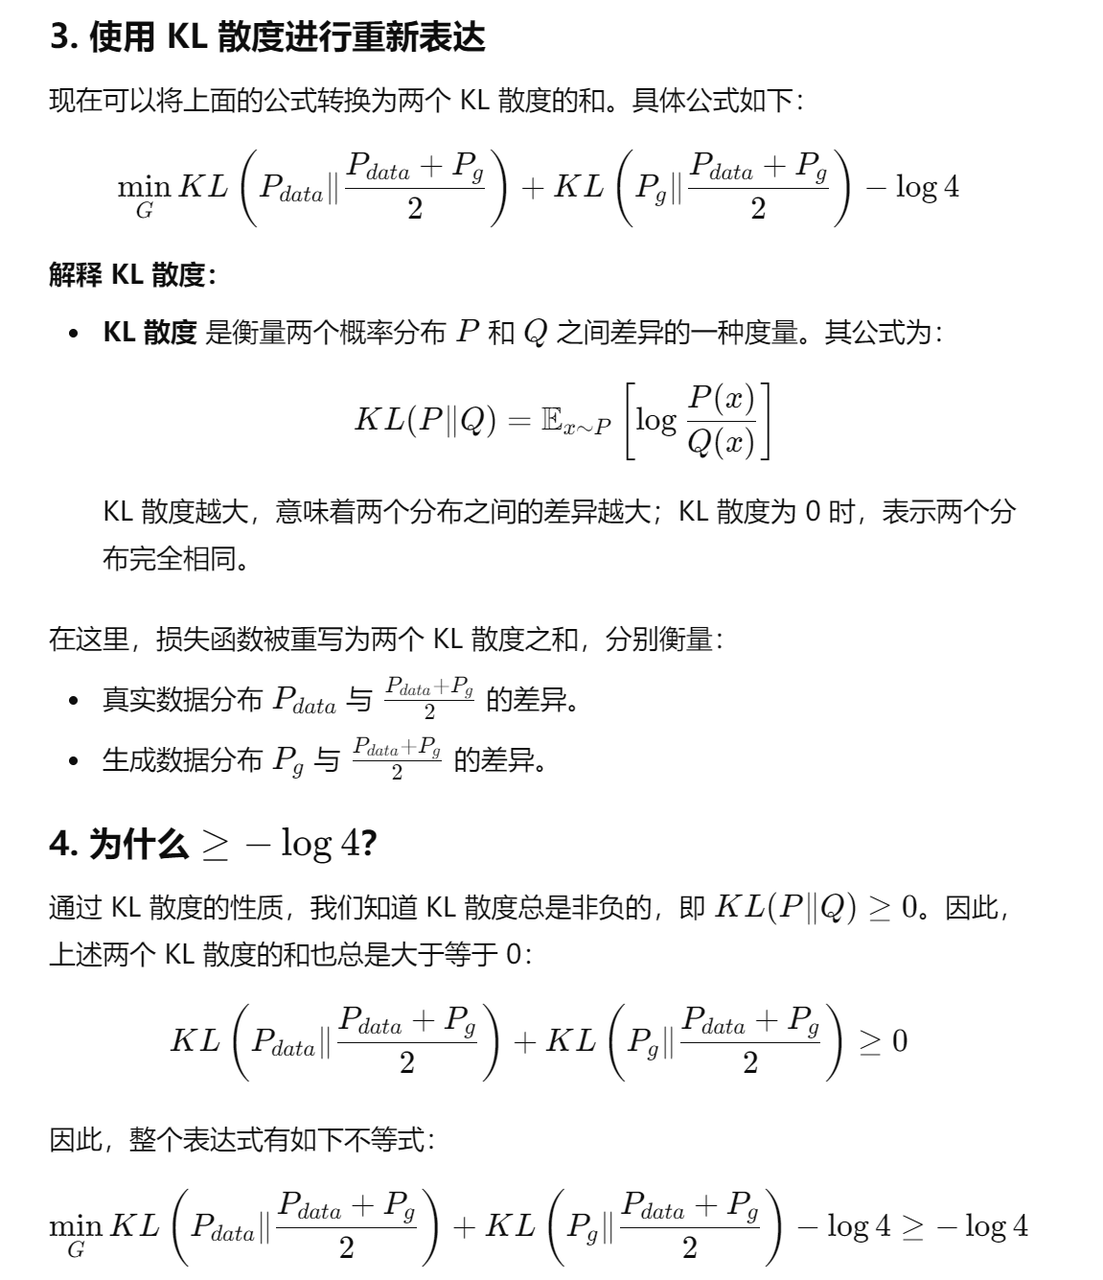 3. 使用 KL 散度进行重新表达
现在可以将上面的公式转换为两个 KL 散度的和。具体公式如下：
$$\min_{G} KL\left(P_{data} \| \frac{P_{data} + P_g}{2}\right) + KL\left(P_g \| \frac{P_{data} + P_g}{2}\right) - \log 4$$
解释 KL 散度：
• KL 散度 是衡量两个概率分布 $P$ 和 $Q$ 之间差异的一种度量。其公式为：
$$KL(P \| Q) = \mathbb{E}_{x \sim P}\left[\log \frac{P(x)}{Q(x)}\right]$$
KL 散度越大，意味着两个分布之间的差异越大；KL 散度为 0 时，表示两个分
布完全相同。
在这里，损失函数被重写为两个 KL 散度之和，分别衡量：
• 真实数据分布 $P_{data}$ 与 $\frac{P_{data}+P_g}{2}$ 的差异。
• 生成数据分布 $P_g$ 与 $\frac{P_{data}+P_g}{2}$ 的差异。
4. 为什么 $\geq -\log 4$?
通过 KL 散度的性质，我们知道 KL 散度总是非负的，即 $KL(P \| Q) \geq 0$。因此，
上述两个 KL 散度的和也总是大于等于 0：
$$KL\left(P_{data} \| \frac{P_{data} + P_g}{2}\right) + KL\left(P_g \| \frac{P_{data} + P_g}{2}\right) \geq 0$$
因此，整个表达式有如下不等式：
$$\min_{G} KL\left(P_{data} \| \frac{P_{data} + P_g}{2}\right) + KL\left(P_g \| \frac{P_{data} + P_g}{2}\right) - \log 4 \geq -\log 4$$